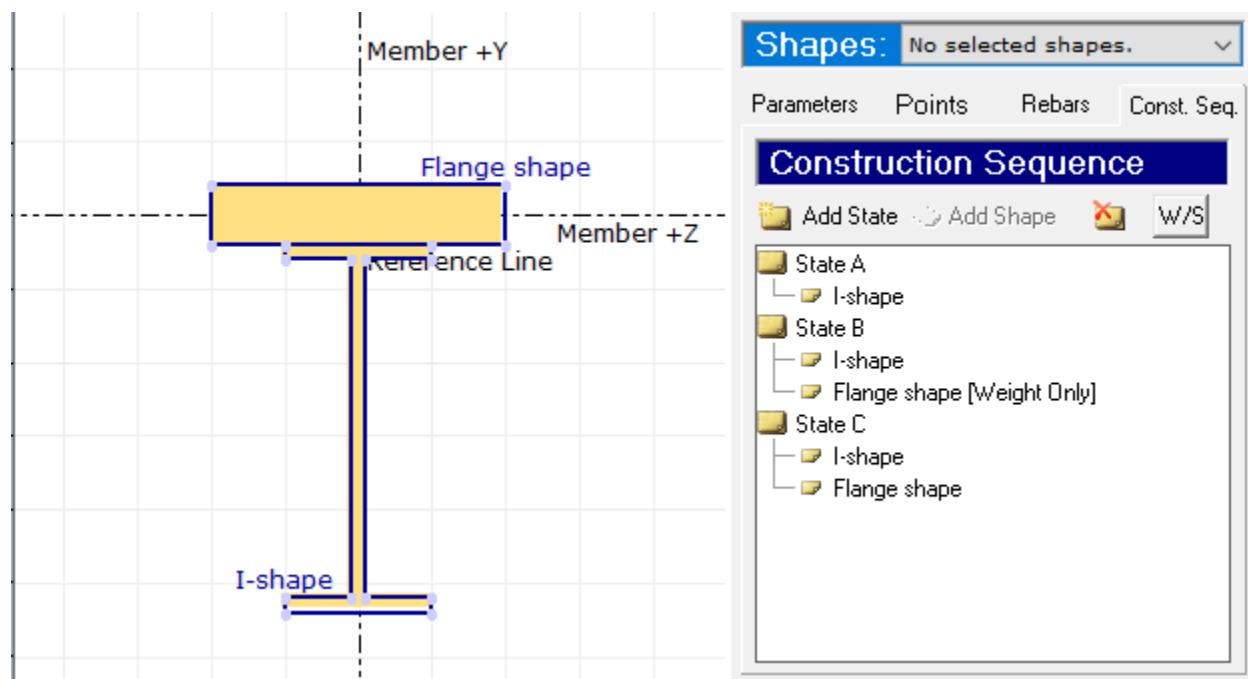 Member +Y
Flange shape
Member +Z
Reference Line
I-shape
Shapes: No selected shapes.
Parameters Points Rebars Const. Seq.
Construction Sequence
Add State Add Shape W/S
State A
I-shape
State B
I-shape
Flange shape [Weight Only]
State C
I-shape
Flange shape